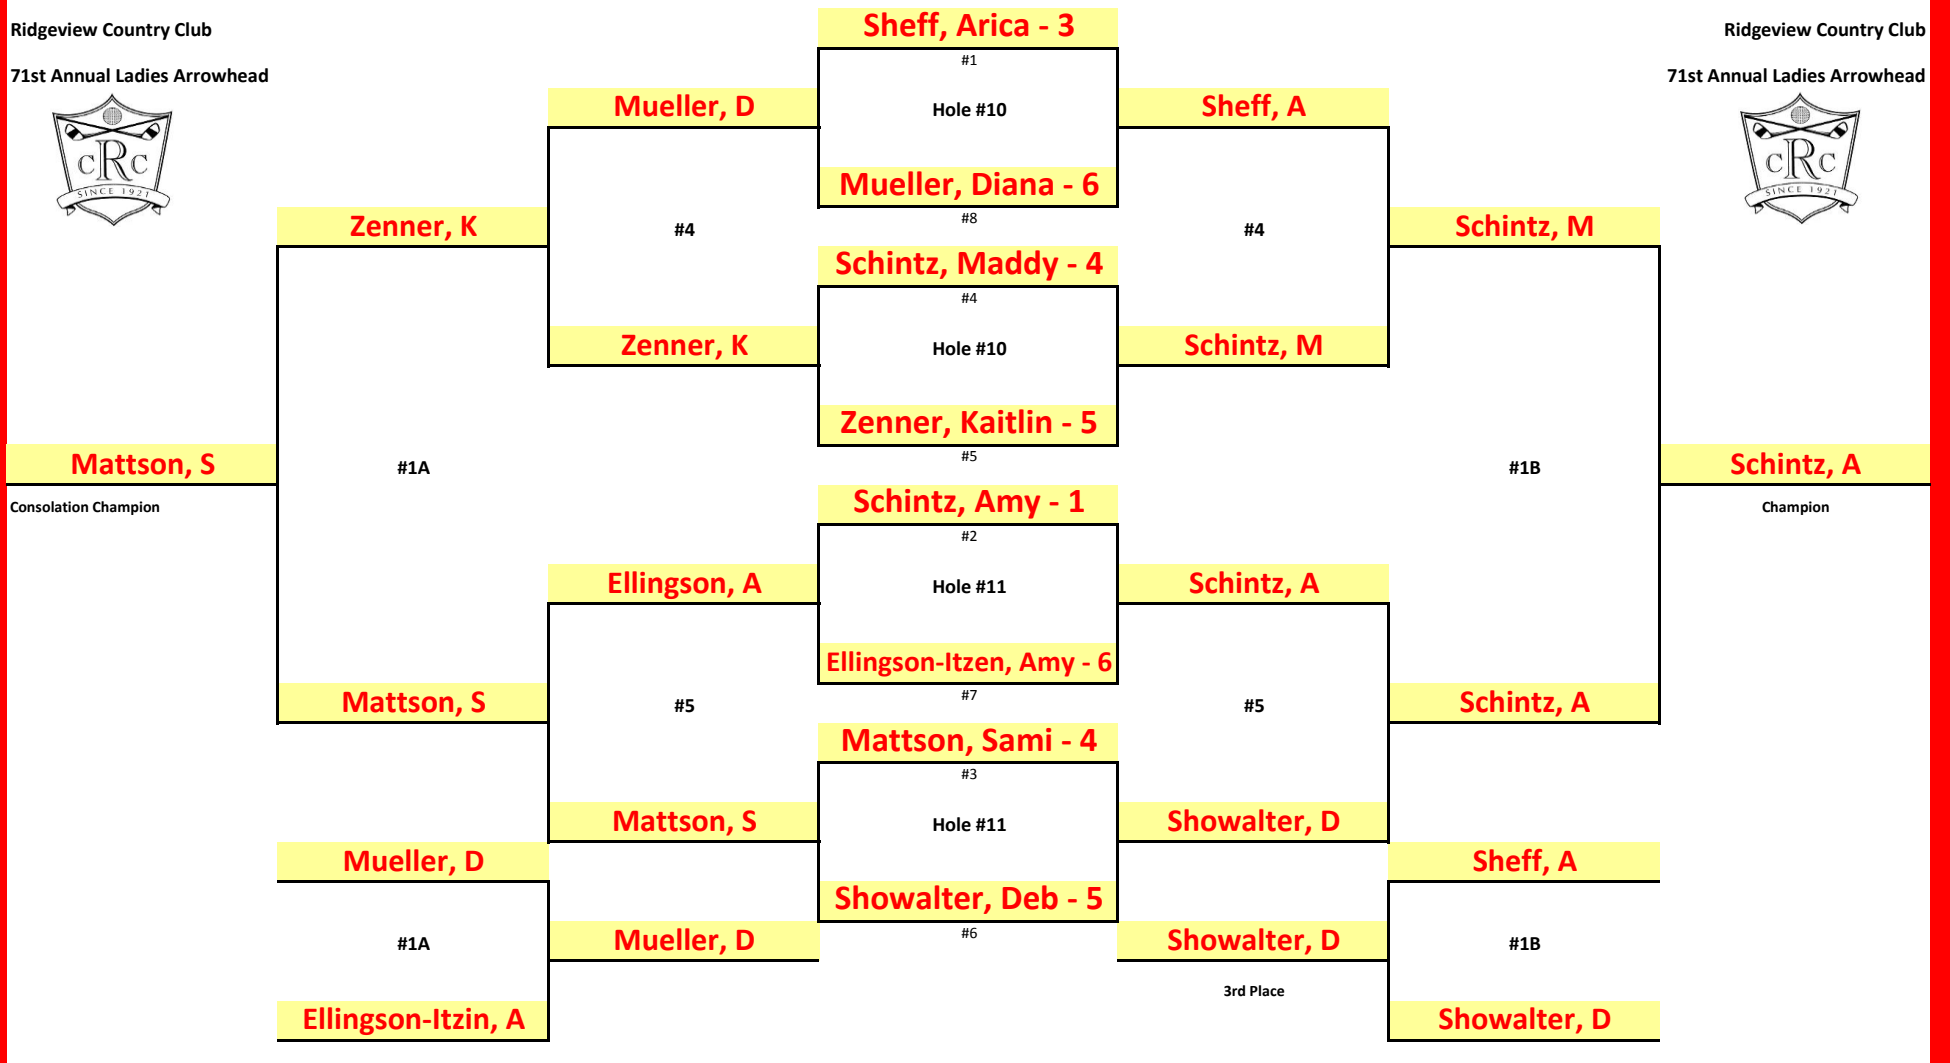 Ridgeview Country Club
71st Annual Ladies Arrowhead
CRC
SINCE 1921
Ridgeview Country Club
71st Annual Ladies Arrowhead
CRC
SINCE 1921
Sheff, Arica - 3
#1
Mueller, D
Hole #10
Sheff, A
Mueller, Diana - 6
#8
Zenner, K
#4
#4
Schintz, M
Schintz, Maddy - 4
#4
Zenner, K
Hole #10
Schintz, M
Zenner, Kaitlin - 5
#5
Mattson, S
#1A
#1B
Schintz, A
Consolation Champion
Champion
Schintz, Amy - 1
#2
Ellingson, A
Hole #11
Schintz, A
Ellingson-Itzen, Amy - 6
#7
Mattson, S
#5
#5
Schintz, A
Mattson, Sami - 4
#3
Mattson, S
Hole #11
Showalter, D
Mueller, D
Sheff, A
Showalter, Deb - 5
#6
#1A
Mueller, D
Showalter, D
#1B
3rd Place
Ellingson-Itzin, A
Showalter, D